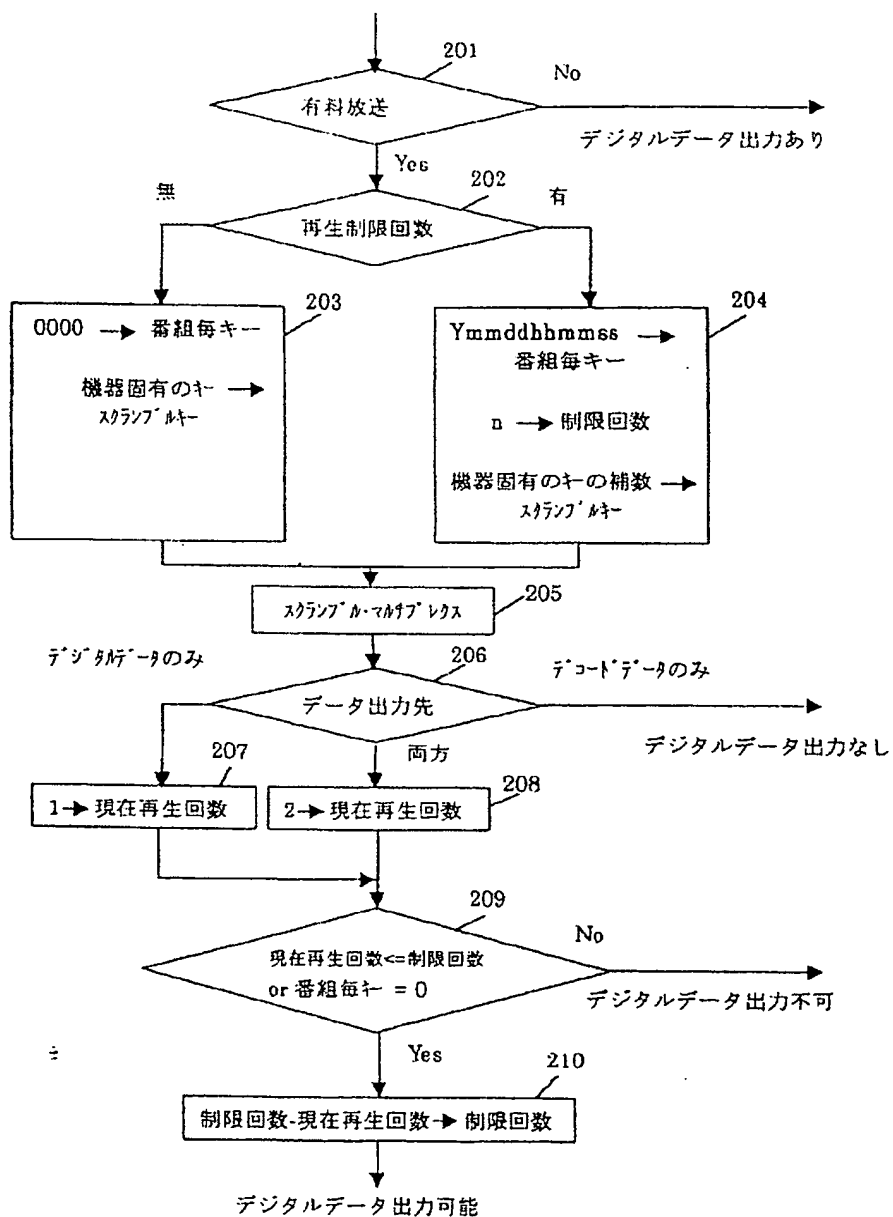 201
No
有料放送
デジタルデータ出力あり
Yes
202
無
有
再生制限回数
203
0000 → 番組毎キー
機器固有のキー →
スクランブルキー
204
Ymmddhhmmss →
番組毎キー
n → 制限回数
機器固有のキーの補数 →
スクランブルキー
スクランブル・マルチプレクス
205
デジタルデータのみ
206
デコードデータのみ
データ出力先
デジタルデータ出力なし
両方
207
1→ 現在再生回数
208
2→ 現在再生回数
209
No
現在再生回数<=制限回数
or 番組毎キー = 0
デジタルデータ出力不可
Yes
210
制限回数-現在再生回数→ 制限回数
デジタルデータ出力可能